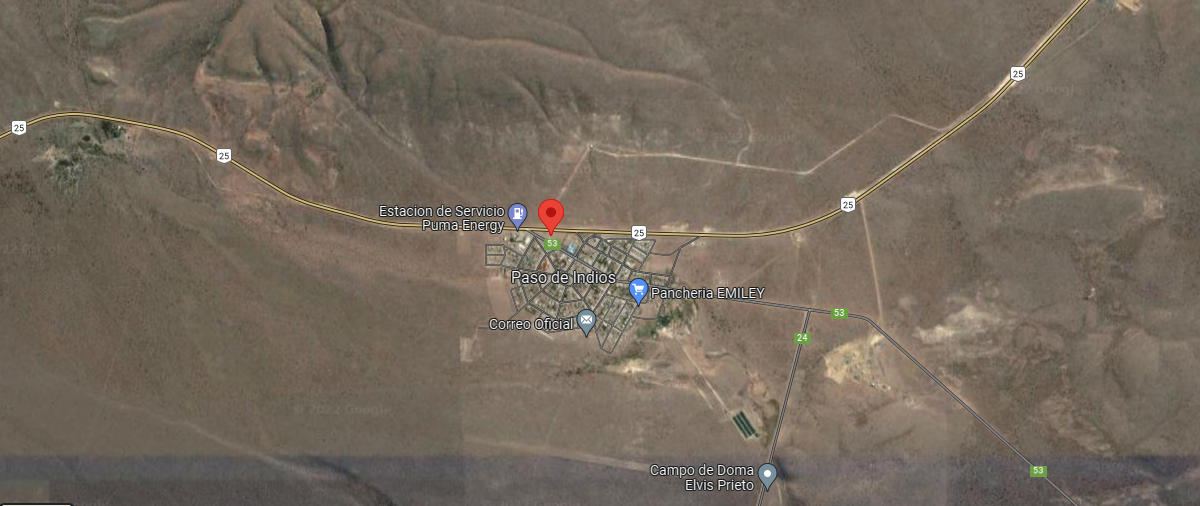 25
25
25
25
Estacion de Servicio
Puma Energy
25
53
Paso de Indios
Pancheria EMILEY
53
Correo Oficial
24
© 2022 Google
53
Campo de Doma
Elvis Prieto